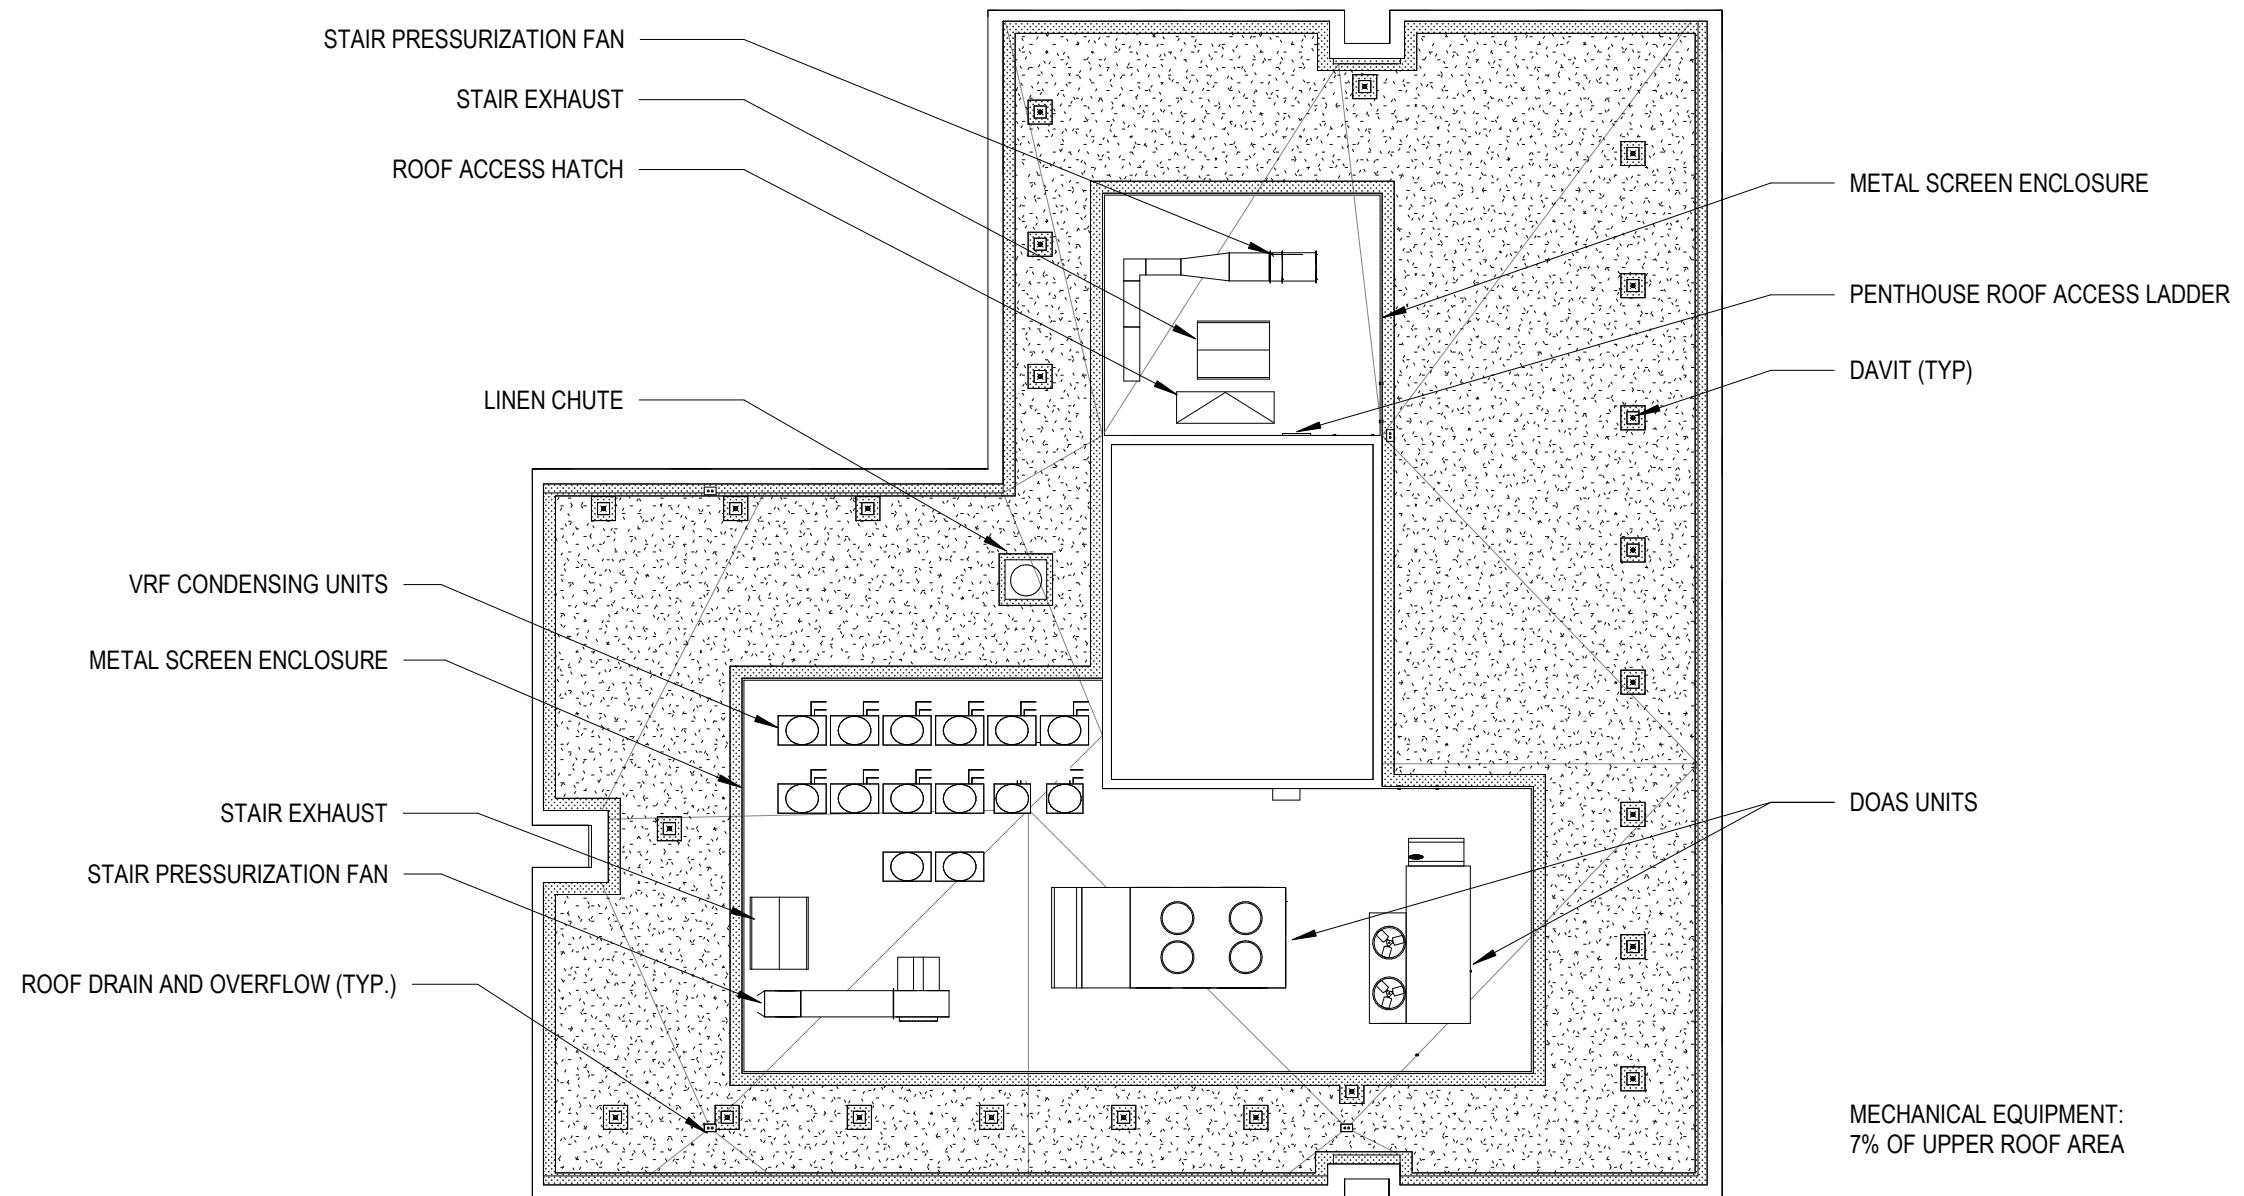 STAIR PRESSURIZATION FAN
STAIR EXHAUST
ROOF ACCESS HATCH
LINEN CHUTE
VRF CONDENSING UNITS
METAL SCREEN ENCLOSURE
STAIR EXHAUST
STAIR PRESSURIZATION FAN
ROOF DRAIN AND OVERFLOW (TYP.)
METAL SCREEN ENCLOSURE
PENTHOUSE ROOF ACCESS LADDER
DAVIT (TYP)
DOAS UNITS
MECHANICAL EQUIPMENT:
7% OF UPPER ROOF AREA